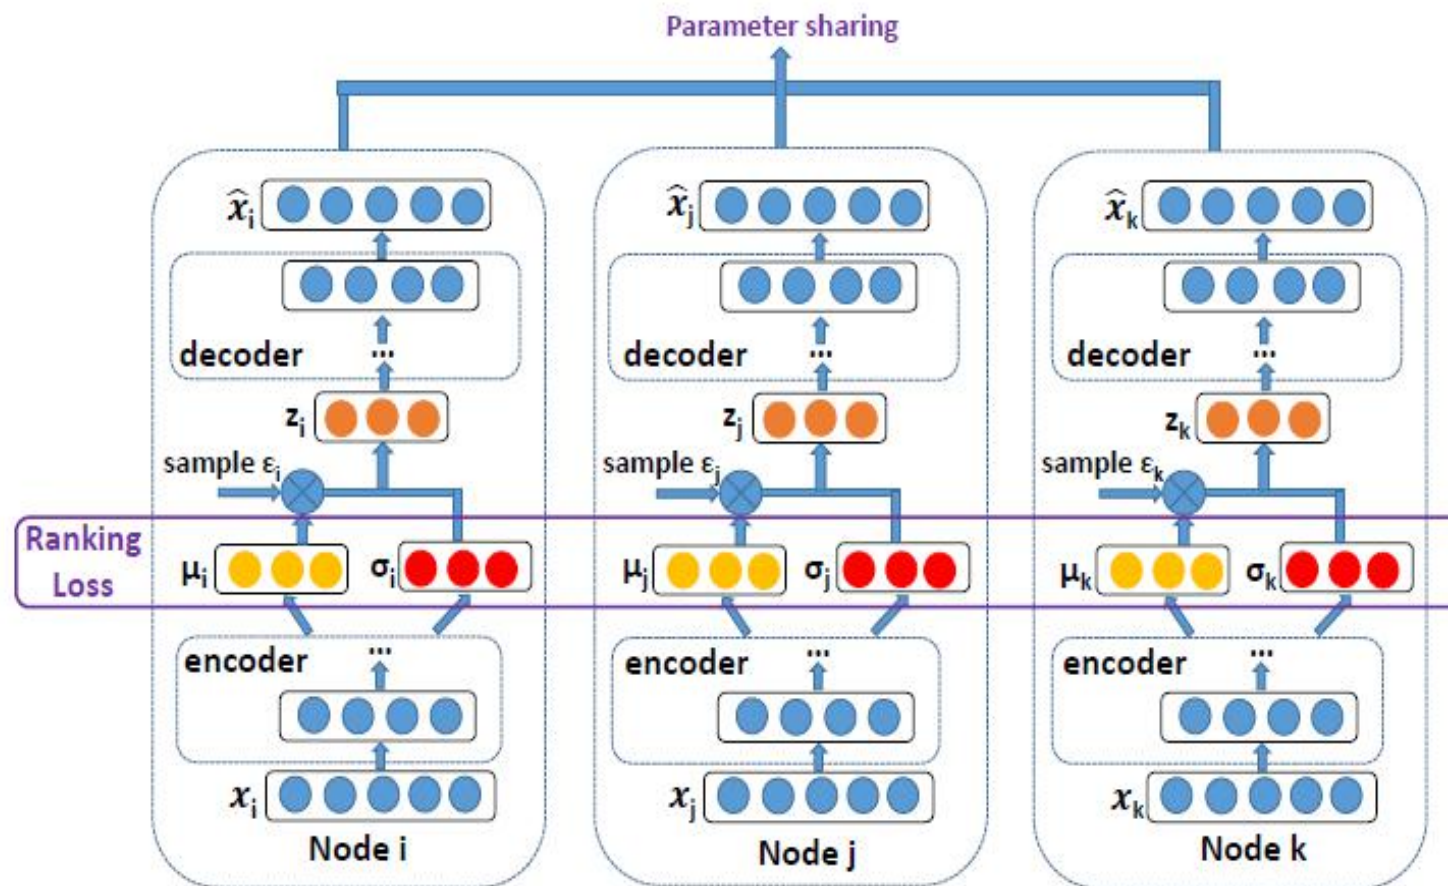 Parameter sharing
x̂ᵢ
x̂ⱼ
x̂ₖ
decoder ...
decoder ...
decoder ...
zᵢ
zⱼ
zₖ
sample εᵢ
sample εⱼ
sample εₖ
Ranking
Loss
μᵢ
σᵢ
μⱼ
σⱼ
μₖ
σₖ
encoder ...
encoder ...
encoder ...
xᵢ
xⱼ
xₖ
Node i
Node j
Node k